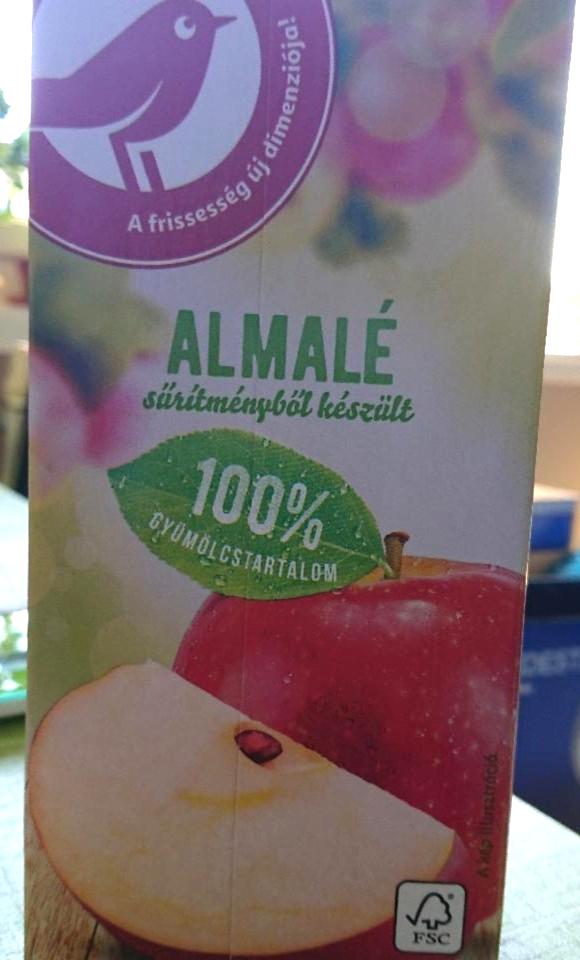 A frissesség új dimenziója!
ALMALÉ
sűrítményből készült
100%
GYÜMÖLCSTARTALOM
A kép illusztráció
FSC